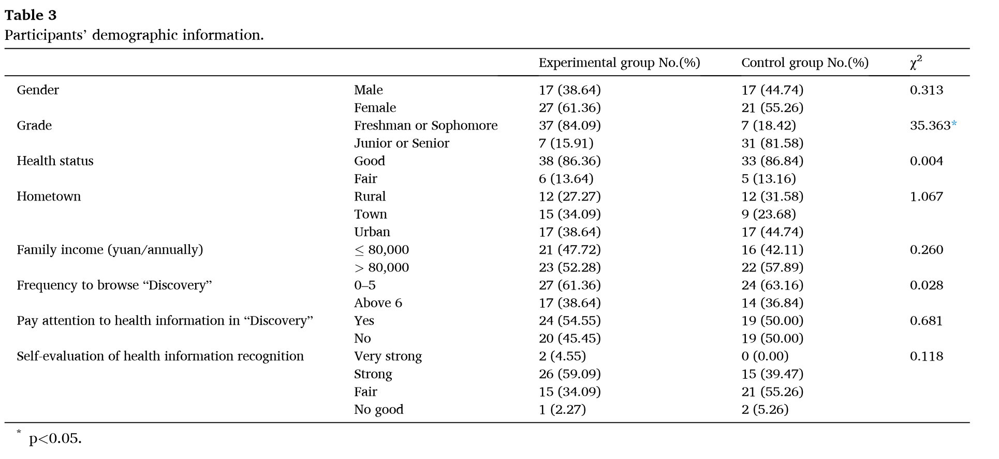 Table 3
Participants’ demographic information.
Experimental group No.(%) Control group No.(%) χ2
Gender Male 17 (38.64) 17 (44.74) 0.313
Female 27 (61.36) 21 (55.26)
Grade Freshman or Sophomore 37 (84.09) 7 (18.42) 35.363*
Junior or Senior 7 (15.91) 31 (81.58)
Health status Good 38 (86.36) 33 (86.84) 0.004
Fair 6 (13.64) 5 (13.16)
Hometown Rural 12 (27.27) 12 (31.58) 1.067
Town 15 (34.09) 9 (23.68)
Urban 17 (38.64) 17 (44.74)
Family income (yuan/annually) ≤ 80,000 21 (47.72) 16 (42.11) 0.260
> 80,000 23 (52.28) 22 (57.89)
Frequency to browse “Discovery” 0–5 27 (61.36) 24 (63.16) 0.028
Above 6 17 (38.64) 14 (36.84)
Pay attention to health information in “Discovery” Yes 24 (54.55) 19 (50.00) 0.681
No 20 (45.45) 19 (50.00)
Self-evaluation of health information recognition Very strong 2 (4.55) 0 (0.00) 0.118
Strong 26 (59.09) 15 (39.47)
Fair 15 (34.09) 21 (55.26)
No good 1 (2.27) 2 (5.26)
* p<0.05.